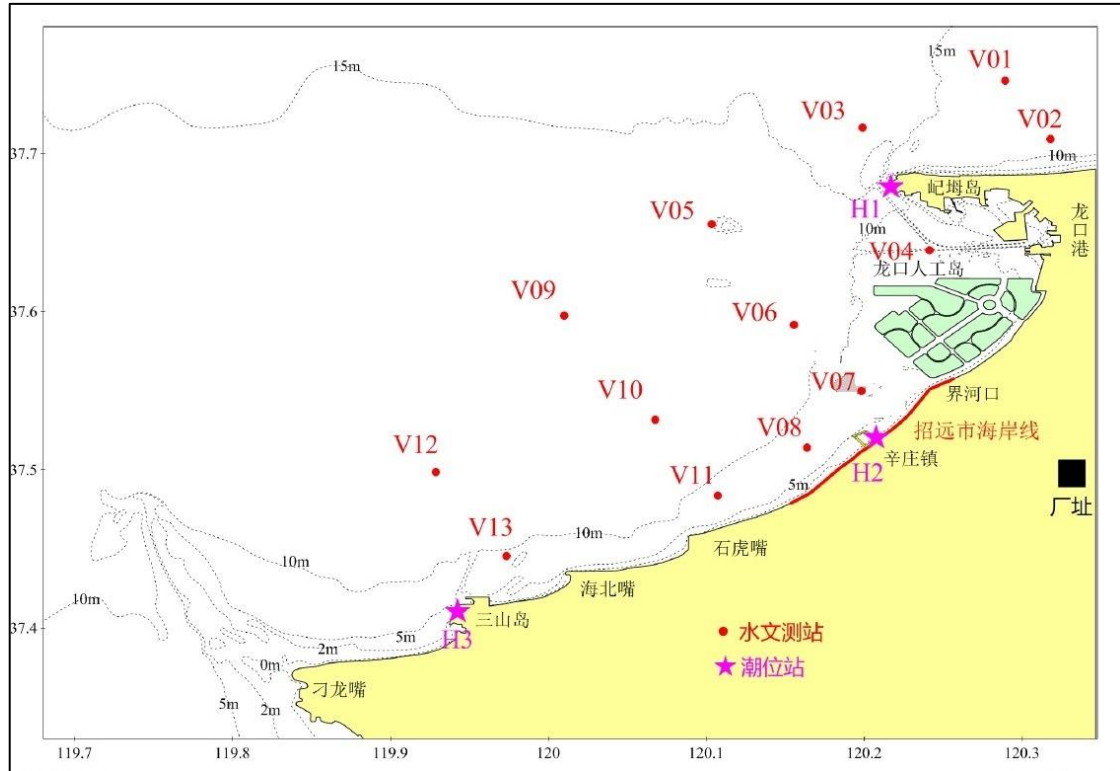 15m
15m
V01
V03
V02
37.7
10m
屺㟂岛
H1
龙口港
V05
10m
V04
龙口人工岛
V09
37.6
V06
V07
界河口
V10
招远市海岸线
V08
V12
辛庄镇
H2
37.5
V11
5m
厂址
V13
10m
石虎嘴
10m
海北嘴
10m
三山岛
37.4
5m
H3
水文测站
2m
0m
潮位站
刁龙嘴
5m
2m
119.7
119.8
119.9
120
120.1
120.2
120.3